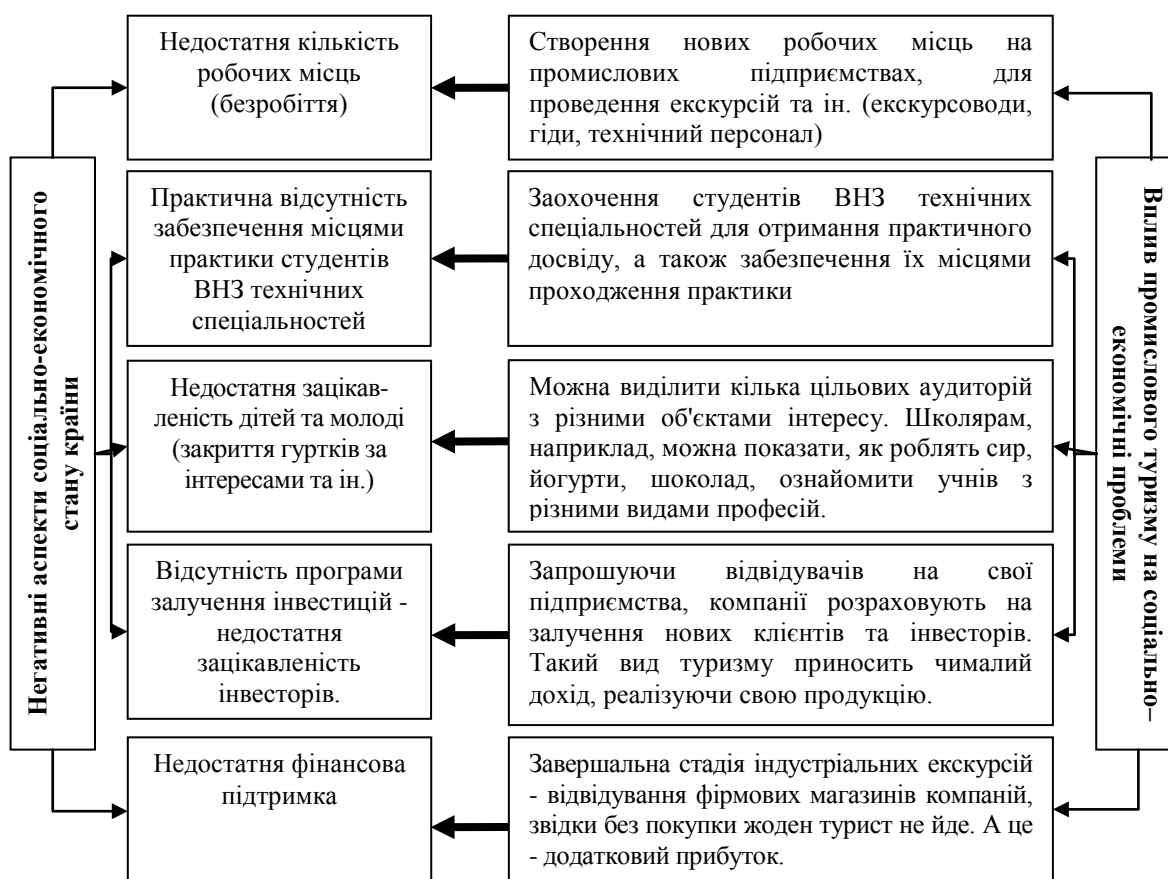 Негативні аспекти соціально-економічного
стану країни
Недостатня кількість
робочих місць
(безробіття)
Створення нових робочих місць на
промислових підприємствах, для
проведення екскурсій та ін. (екскурсоводи,
гіди, технічний персонал)
Практична відсутність
забезпечення місцями
практики студентів
ВНЗ технічних
спеціальностей
Заохочення студентів ВНЗ технічних
спеціальностей для отримання практичного
досвіду, а також забезпечення їх місцями
проходження практики
Недостатня зацікав-
леність дітей та молоді
(закриття гуртків за
інтересами та ін.)
Можна виділити кілька цільових аудиторій
з різними об'єктами інтересу. Школярам,
наприклад, можна показати, як роблять сир,
йогурти, шоколад, ознайомити учнів з
різними видами професій.
Відсутність програми
залучення інвестицій -
недостатня
зацікавленість
інвесторів.
Запрошуючи відвідувачів на свої
підприємства, компанії розраховують на
залучення нових клієнтів та інвесторів.
Такий вид туризму приносить чималий
дохід, реалізуючи свою продукцію.
Недостатня фінансова
підтримка
Завершальна стадія індустріальних екскурсій
- відвідування фірмових магазинів компаній,
звідки без покупки жоден турист не йде. А це
- додатковий прибуток.
Вплив промислового туризму на соціально–
економічні проблеми